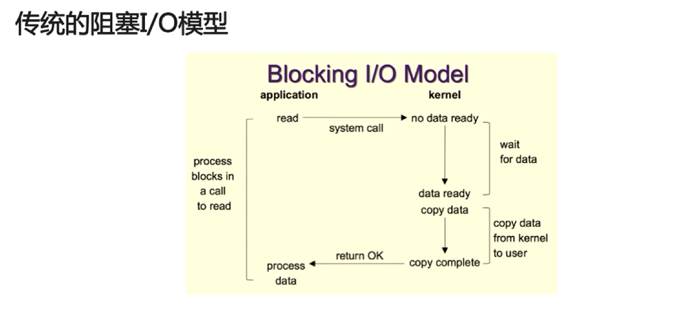 传统的阻塞I/O模型
Blocking I/O Model
application
kernel
read
system call
no data ready
wait
for data
process
blocks in
a call
to read
data ready
copy data
copy data
from kernel
to user
return OK
copy complete
process
data